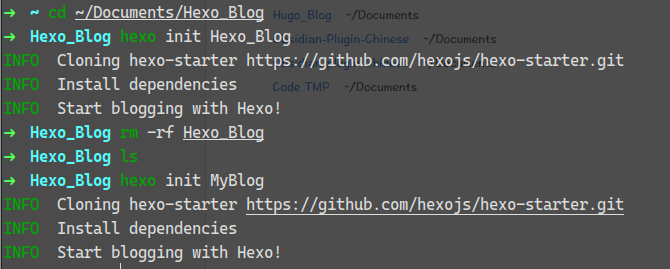 ➜  ~ cd ~/Documents/Hexo_Blog
Hugo_Blog  ~/Documents
➜  Hexo_Blog hexo init Hexo_Blog
-Plugin-Chinese  ~/Documents
INFO  Cloning hexo-starter https://github.com/hexojs/hexo-starter.git
INFO  Install dependencies
Code TMP  ~/Documents
INFO  Start blogging with Hexo!
➜  Hexo_Blog rm -rf Hexo_Blog
➜  Hexo_Blog ls
➜  Hexo_Blog hexo init MyBlog
INFO  Cloning hexo-starter https://github.com/hexojs/hexo-starter.git
INFO  Install dependencies
INFO  Start blogging with Hexo!